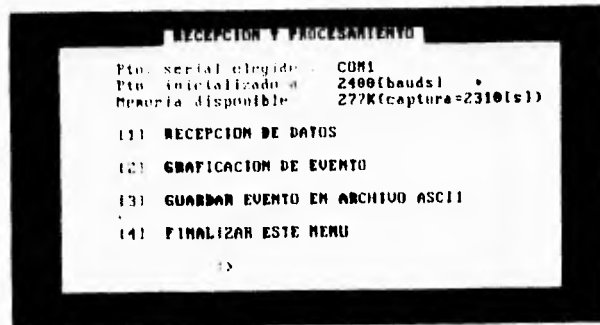 RECEPCION Y PROCESAMIENTO
Pto. serial elegido : COM1
Pto. inicializado a 2400[bauds]
Memoria disponible 277K(captura=2310[s])
[1] RECEPCION DE DATOS
[2] GRAFICACION DE EVENTO
[3] GUARDAR EVENTO EN ARCHIVO ASCII
[4] FINALIZAR ESTE MENU
:>